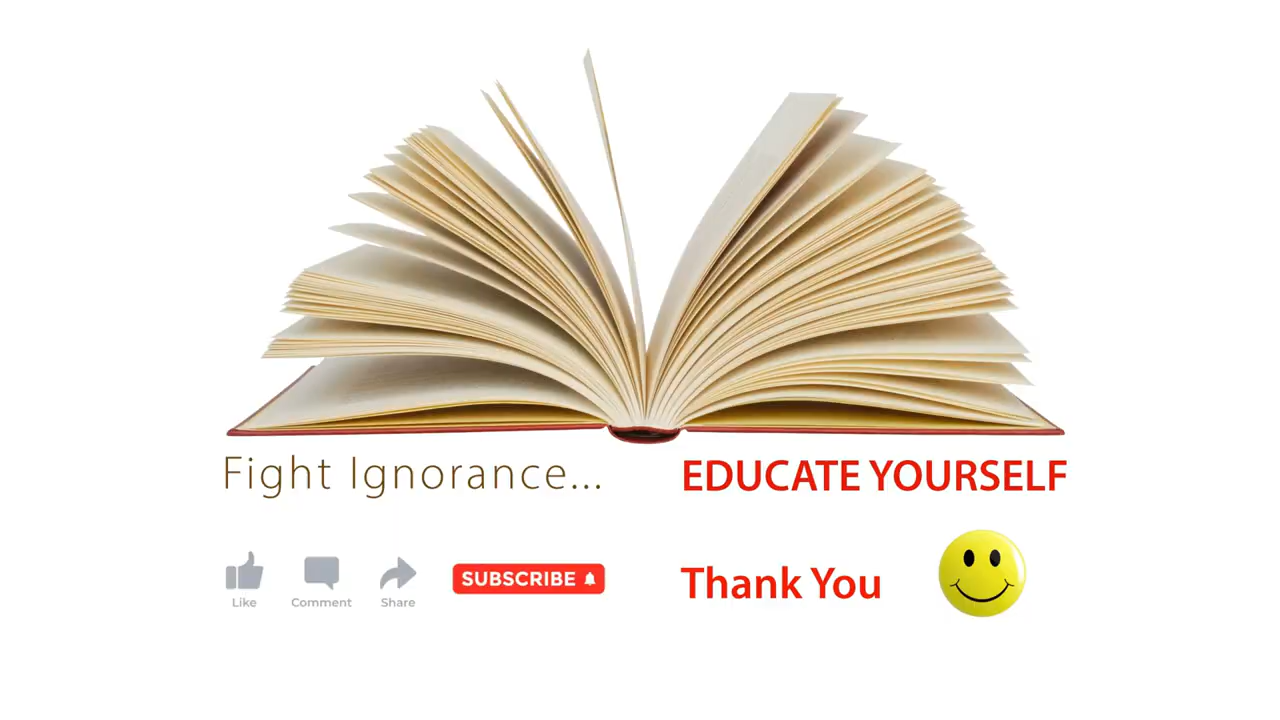 Fight Ignorance...
EDUCATE YOURSELF
Like
Comment
Share
SUBSCRIBE
Thank You